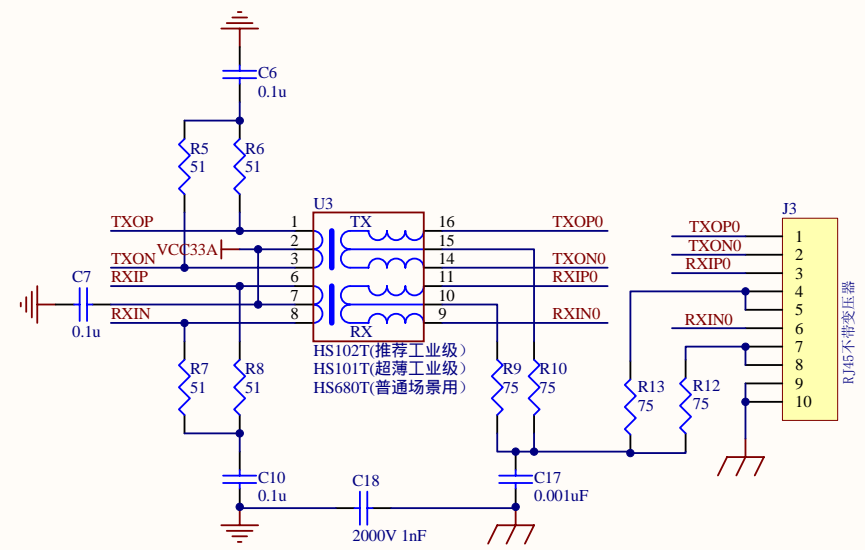 C6
0.1u
R5
51
R6
51
U3
TXOP
1
TX
16
TXOP0
VCC33A
2
15
TXON
3
14
TXON0
RXIP
6
11
RXIP0
7
10
RXIN
8
RX
9
RXIN0
C7
0.1u
HS102T(推荐工业级)
HS101T(超薄工业级)
HS680T(普通场景用)
R7
51
R8
51
R9
75
R10
75
R13
75
R12
75
C10
0.1u
C18
2000V 1nF
C17
0.001uF
J3
TXOP0
1
TXON0
2
RXIP0
3
4
5
RXIN0
6
7
8
9
10
RJ45不带变压器